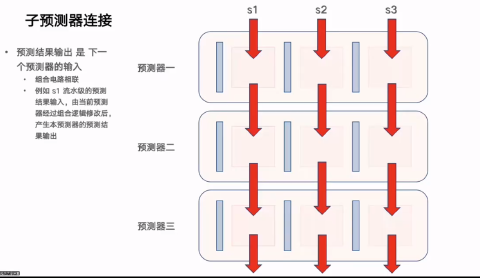 子预测器连接
s1 s2 s3
预测结果输出 是 下一
个预测器的输入
组合电路相联
例如 s1 流水级的预测
结果输入，由当前预测
器经过组合逻辑修改后，
产生本预测器的预测结
果输出
预测器一
预测器二
预测器三